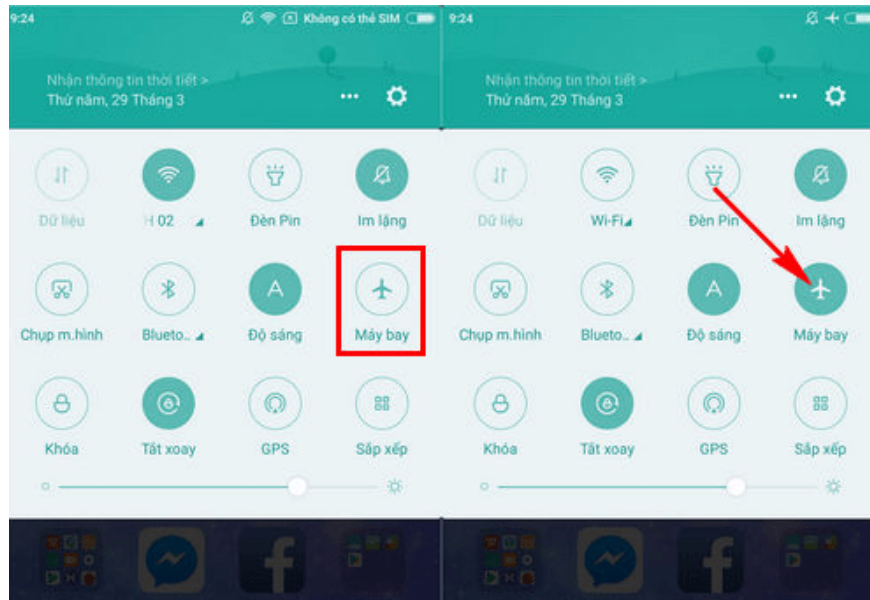 9:24 Không có thẻ SIM
Nhận thông tin thời tiết >
Thứ năm, 29 Tháng 3
Dữ liệu H 02 Đèn Pin Im lặng
Chụp m.hình Blueto... Độ sáng Máy bay
Khóa Tắt xoay GPS Sắp xếp
9:24
Nhận thông tin thời tiết >
Thứ năm, 29 Tháng 3
Dữ liệu Wi-Fi Đèn Pin Im lặng
Chụp m.hình Blueto... Độ sáng Máy bay
Khóa Tắt xoay GPS Sắp xếp